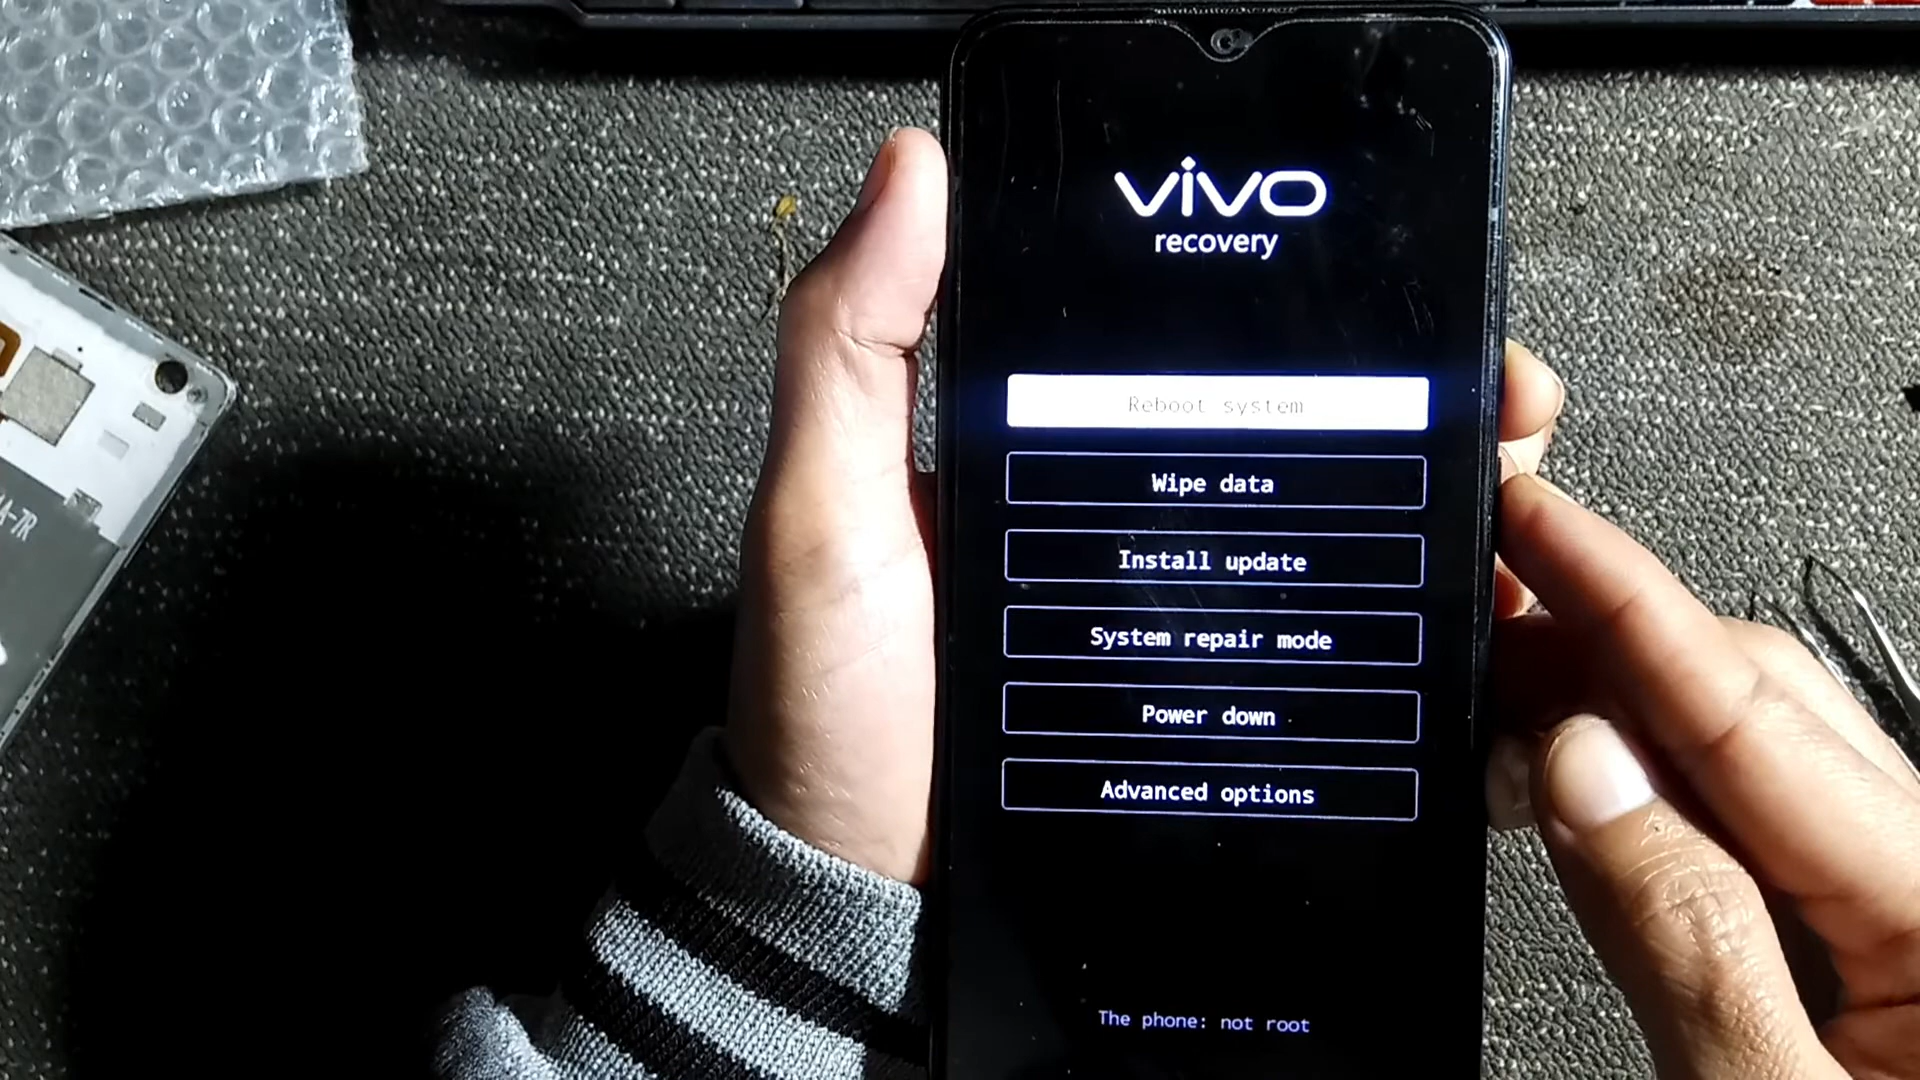 vivo
recovery
Reboot system
Wipe data
Install update
System repair mode
Power down
Advanced options
The phone: not root